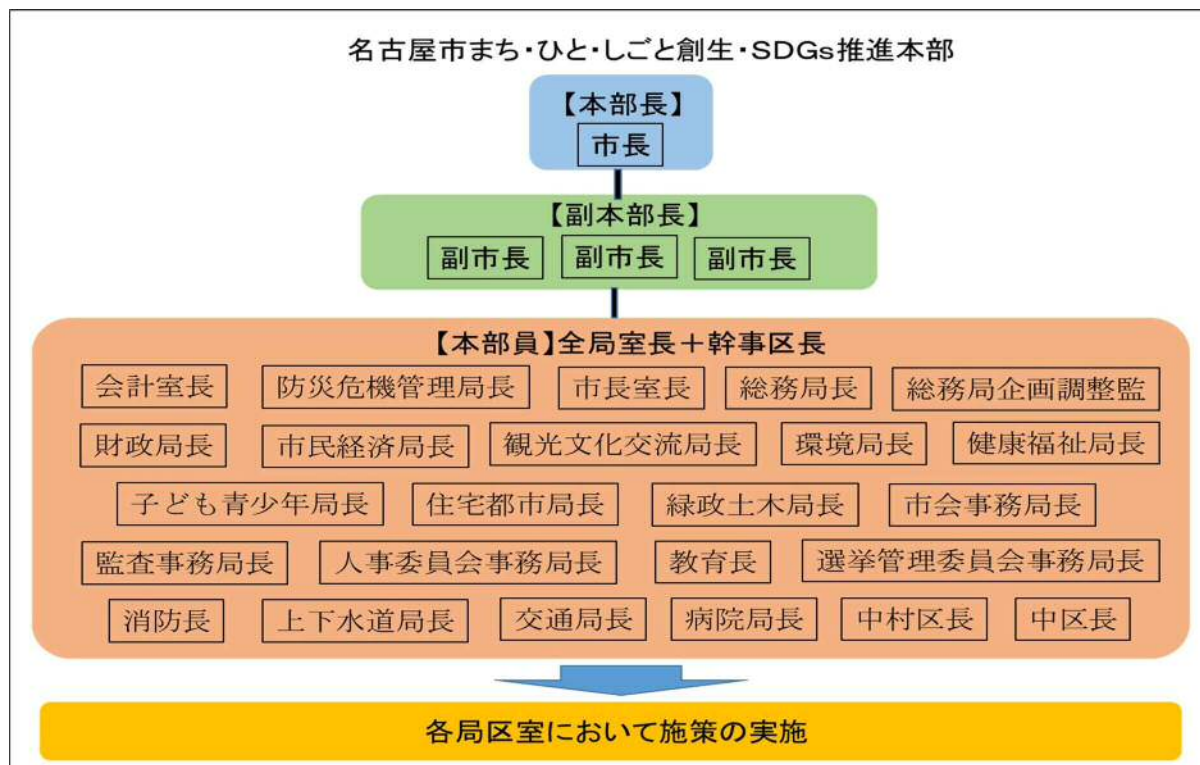 名古屋市まち・ひと・しごと創生・SDGs推進本部
【本部長】
市長
【副本部長】
副市長 副市長 副市長
【本部員】全局室長＋幹事区長
会計室長 防災危機管理局長 市長室長 総務局長 総務局企画調整監
財政局長 市民経済局長 観光文化交流局長 環境局長 健康福祉局長
子ども青少年局長 住宅都市局長 緑政土木局長 市会事務局長
監査事務局長 人事委員会事務局長 教育長 選挙管理委員会事務局長
消防長 上下水道局長 交通局長 病院局長 中村区長 中区長
各局区室において施策の実施